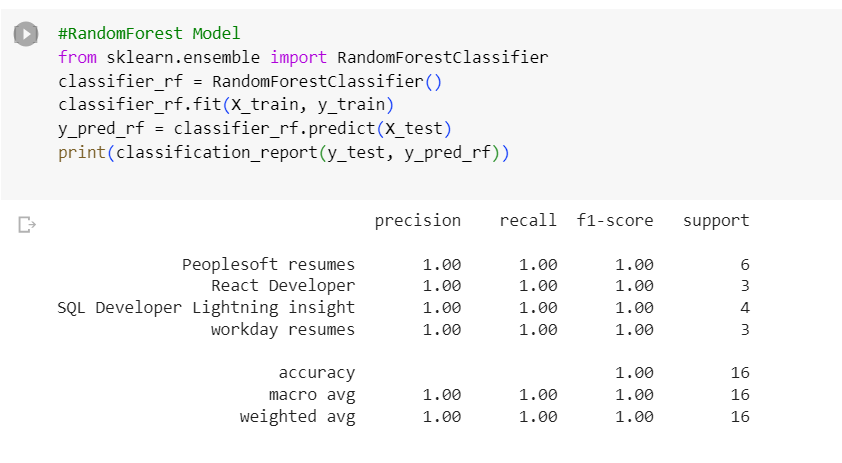 #RandomForest Model
from sklearn.ensemble import RandomForestClassifier
classifier_rf = RandomForestClassifier()
classifier_rf.fit(X_train, y_train)
y_pred_rf = classifier_rf.predict(X_test)
print(classification_report(y_test, y_pred_rf))
precision recall f1-score support
Peoplesoft resumes 1.00 1.00 1.00 6
React Developer 1.00 1.00 1.00 3
SQL Developer Lightning insight 1.00 1.00 1.00 4
workday resumes 1.00 1.00 1.00 3
accuracy 1.00 16
macro avg 1.00 1.00 1.00 16
weighted avg 1.00 1.00 1.00 16